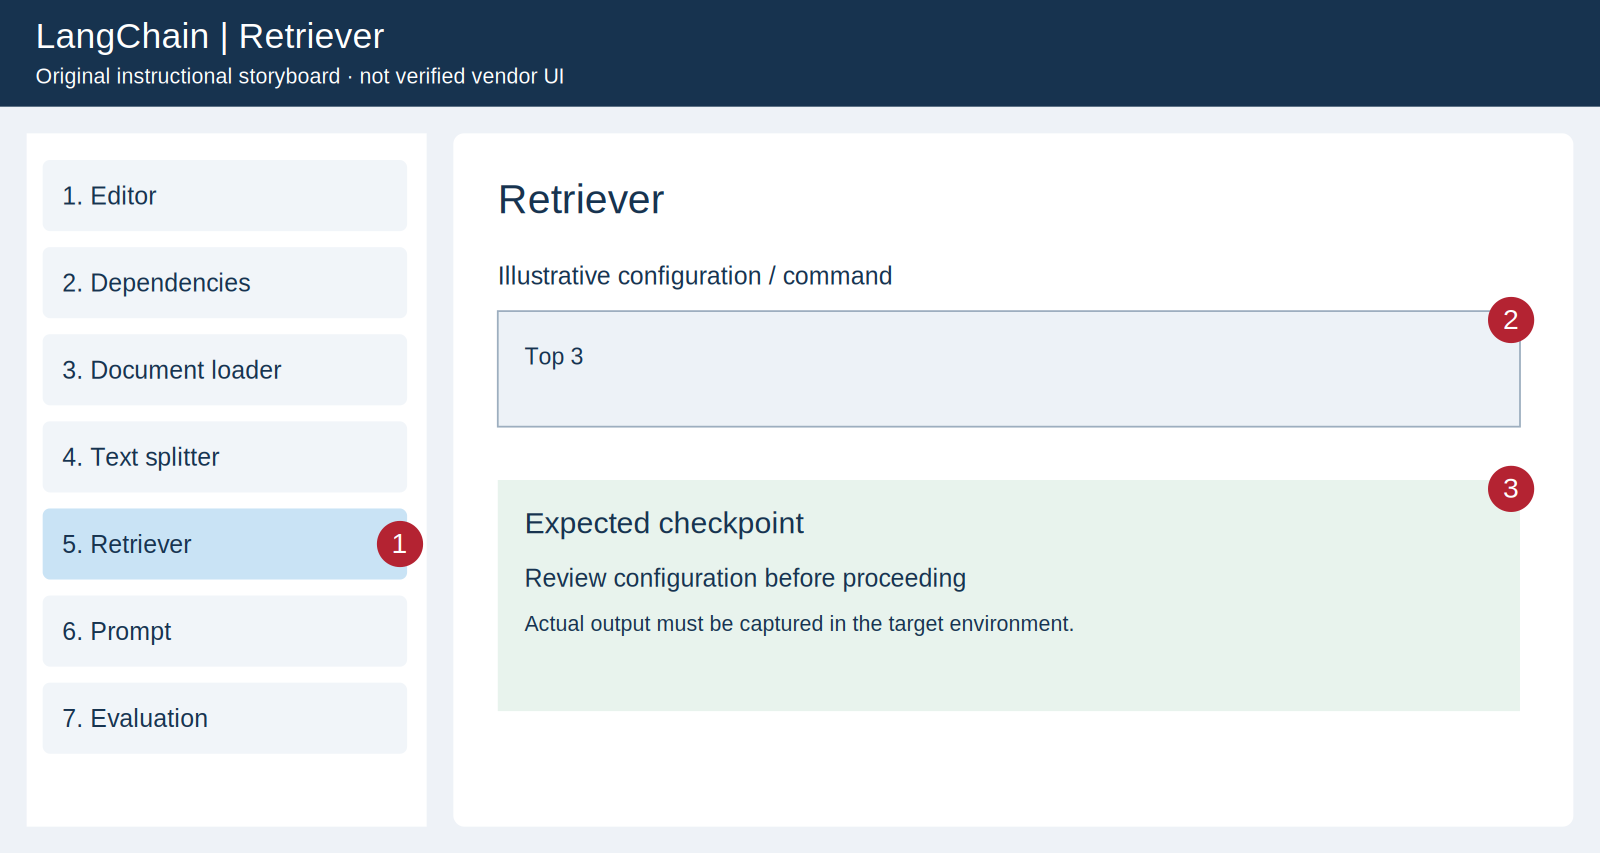 LangChain | Retriever
Original instructional storyboard · not verified vendor UI
1. Editor
2. Dependencies
3. Document loader
4. Text splitter
5. Retriever
1
6. Prompt
7. Evaluation
Retriever
Illustrative configuration / command
2
Top 3
3
Expected checkpoint
Review configuration before proceeding
Actual output must be captured in the target environment.